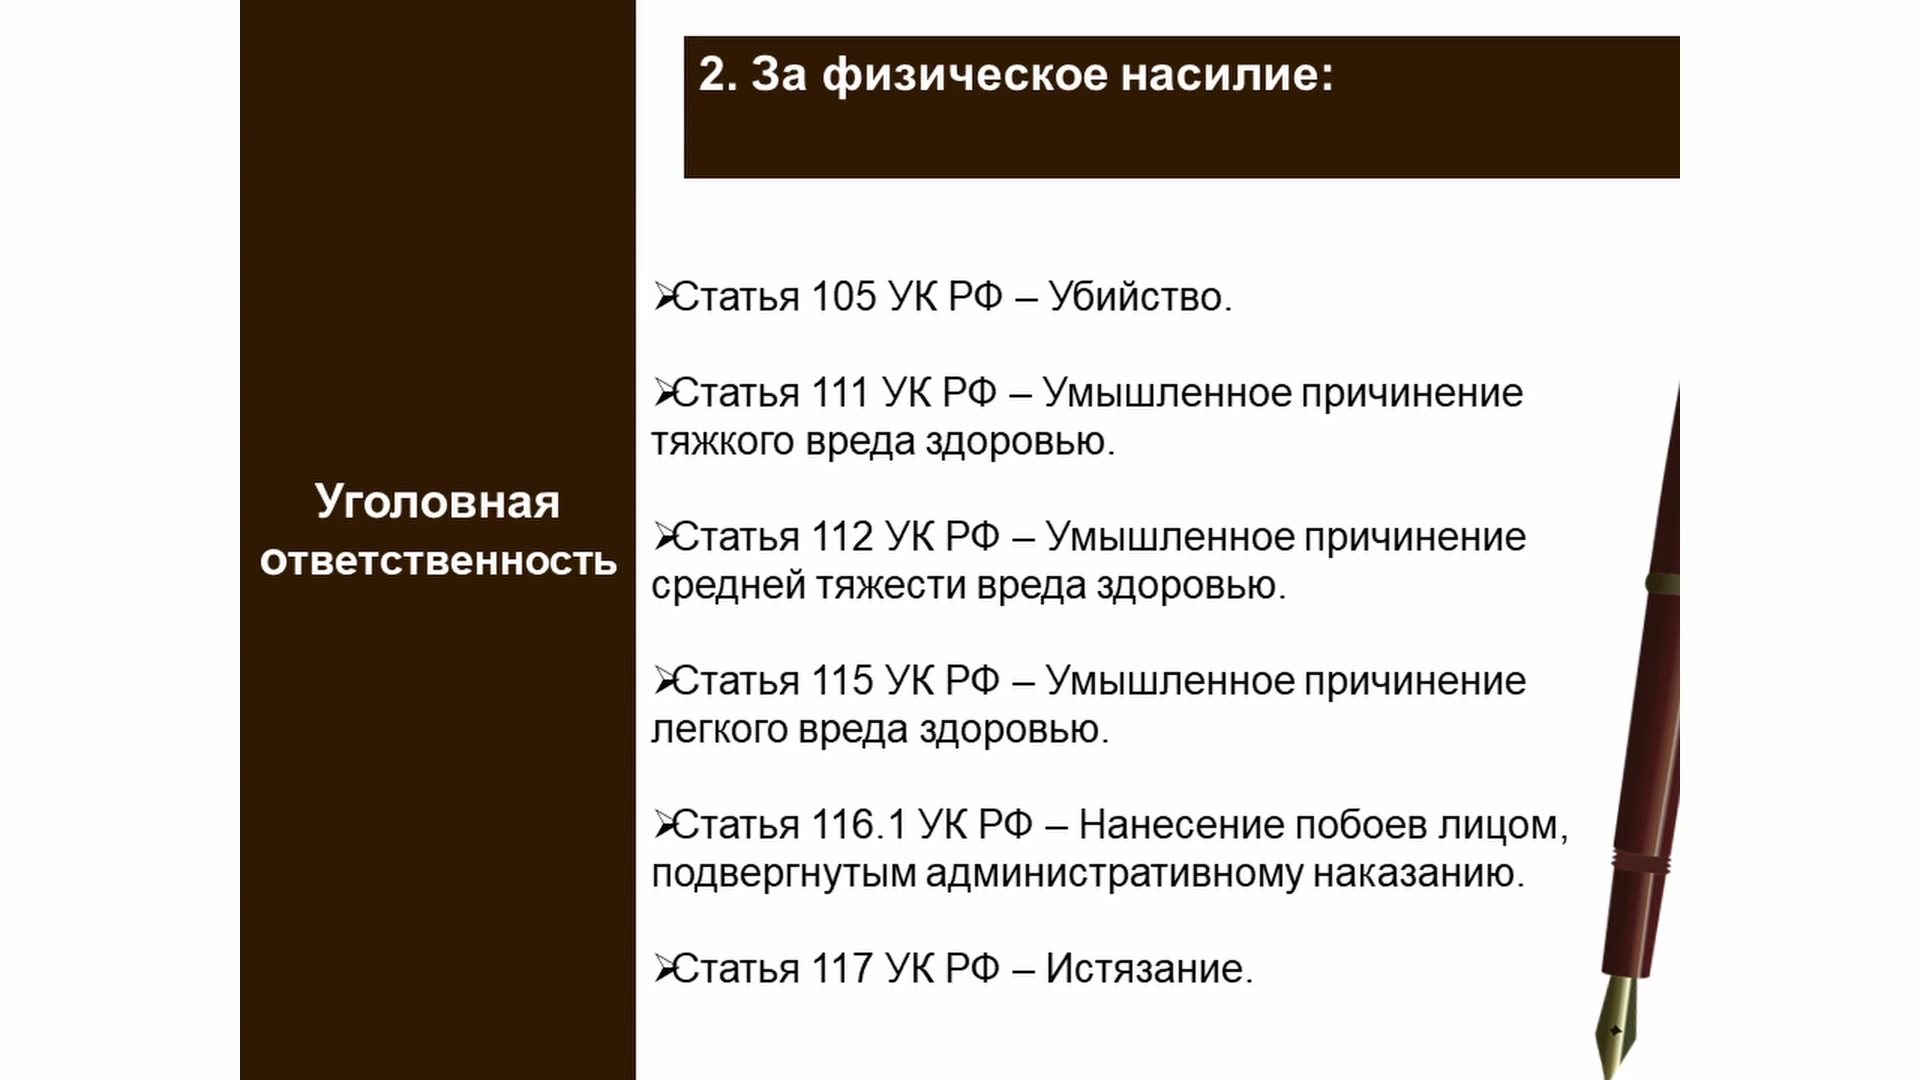 Уголовная
ответственность
2. За физическое насилие:
➢Статья 105 УК РФ – Убийство.
➢Статья 111 УК РФ – Умышленное причинение
тяжкого вреда здоровью.
➢Статья 112 УК РФ – Умышленное причинение
средней тяжести вреда здоровью.
➢Статья 115 УК РФ – Умышленное причинение
легкого вреда здоровью.
➢Статья 116.1 УК РФ – Нанесение побоев лицом,
подвергнутым административному наказанию.
➢Статья 117 УК РФ – Истязание.